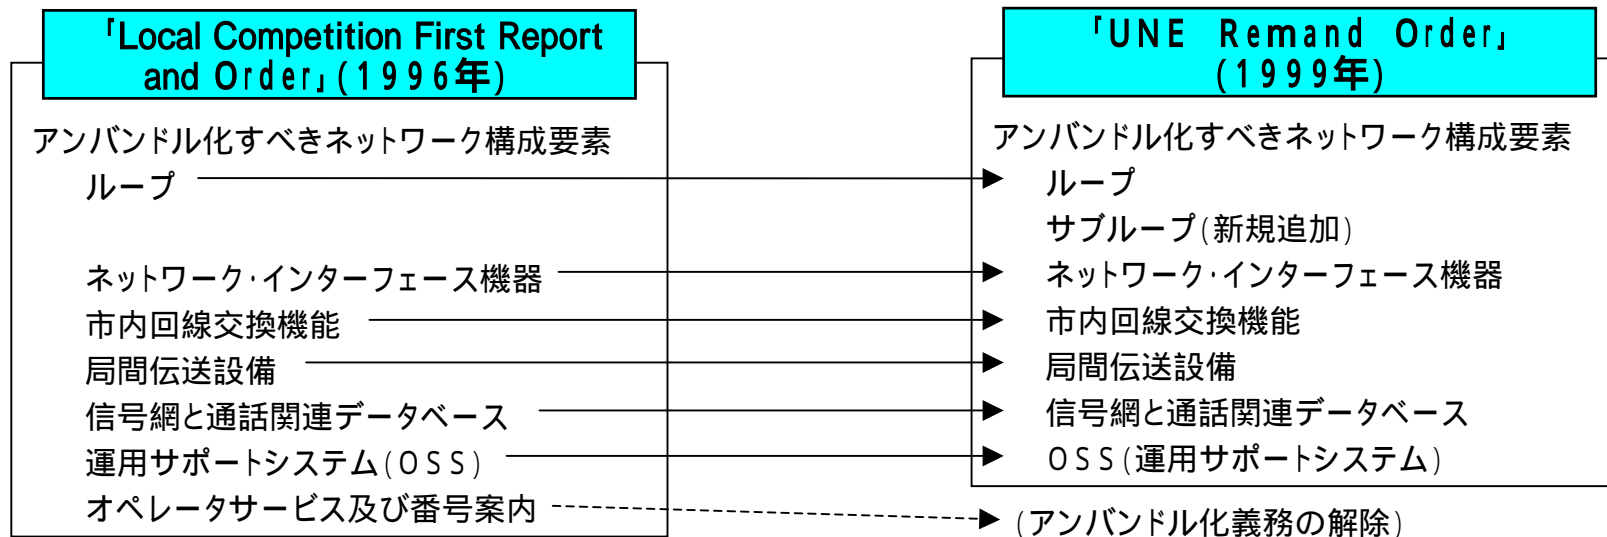 「Local Competition First Report
and Order」(1996年)
アンバンドル化すべきネットワーク構成要素
ループ
ネットワーク・インターフェース機器
市内回線交換機能
局間伝送設備
信号網と通話関連データベース
運用サポートシステム(OSS)
オペレータサービス及び番号案内
「UNE Remand Order」
(1999年)
アンバンドル化すべきネットワーク構成要素
ループ
サブループ(新規追加)
ネットワーク・インターフェース機器
市内回線交換機能
局間伝送設備
信号網と通話関連データベース
OSS(運用サポートシステム)
(アンバンドル化義務の解除)